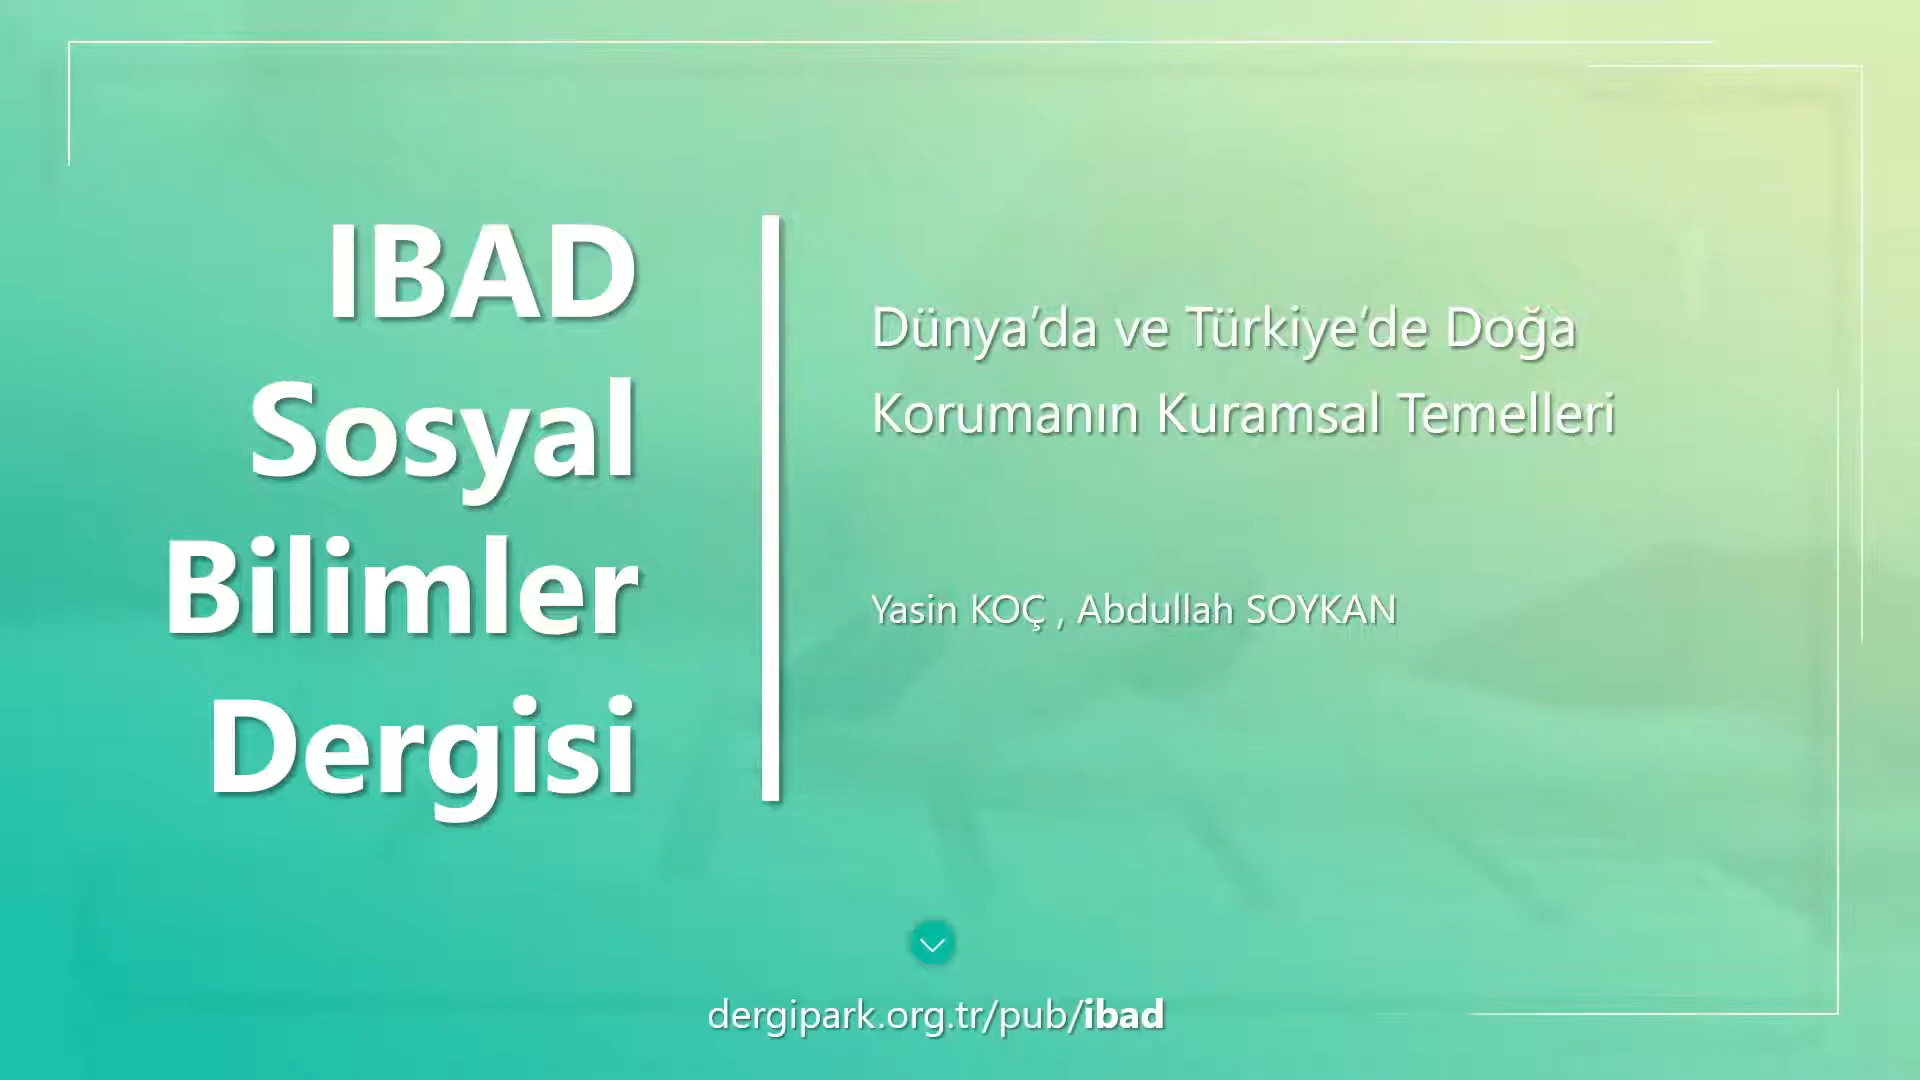 IBAD
Sosyal
Bilimler
Dergisi
Dünya’da ve Türkiye’de Doğa
Korumanın Kuramsal Temelleri
Yasin KOÇ , Abdullah SOYKAN
dergipark.org.tr/pub/ibad